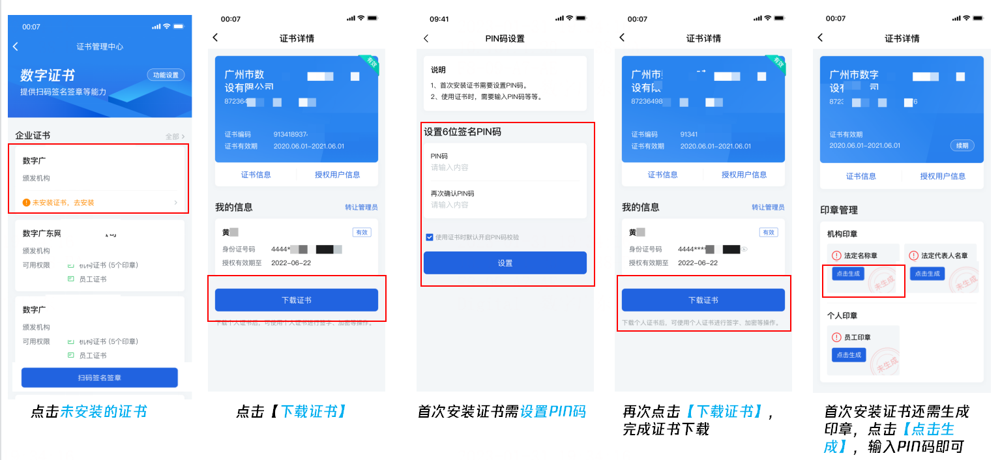 00:07
证书管理中心
数字证书
功能设置
提供扫码签名签章等能力
企业证书
全部
数字广
颁发机构
未安装证书，去安装
数字广东网
颁发机构
可用权限
机构证书 (5个印章)
员工证书
数字广
颁发机构
可用权限
机构证书 (5个印章)
员工证书
扫码签名签章
点击未安装的证书
00:07
证书详情
有效
广州市数
设有限公司
872364
证书编码 913418937
证书有效期 2020.06.01-2021.06.01
证书信息 授权用户信息
我的信息 转让管理员
黄 有效
身份证号码 4444*
授权有效期至 2022-06-22
下载证书
下载个人证书后，可使用个人证书进行签字、加密等操作。
点击【下载证书】
09:41
PIN码设置
说明
1、首次安装证书需要设置PIN码。
2、使用证书时，需要输入PIN码等等。
设置6位签名PIN码
PIN码
请输入内容
再次确认PIN码
请输入内容
使用证书时默认开启PIN码校验
设置
首次安装证书需设置PIN码
00:07
证书详情
有效
广州市
设有限
87236498
证书编码 91341
证书有效期 2020.06.01-2021.06.01
证书信息 授权用户信息
我的信息 转让管理员
黄 有效
身份证号码 4444****
授权有效期至 2022-06-22
下载证书
下载个人证书后，可使用个人证书进行签字、加密等操作。
再次点击【下载证书】，
完成证书下载
00:07
证书详情
广州市数字
设 司
872 6
证书有效期
2020.06.01-2021.06.01
续期
证书信息 授权用户信息
印章管理
机构印章
法定名称章 法定代表人名章
点击生成 未生成 点击生成 未生成
个人印章
员工印章
点击生成 未生成
首次安装证书还需生成
印章，点击【点击生
成】，输入PIN码即可